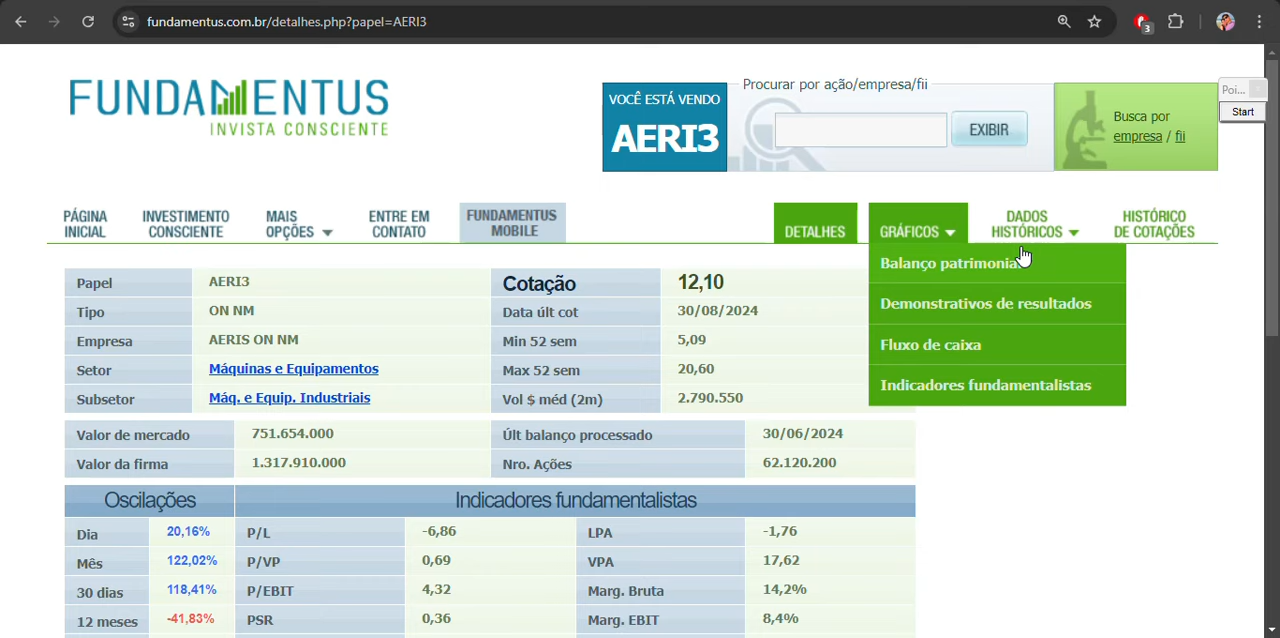 fundamentus.com.br/detalhes.php?papel=AERI3
3
FUNDAMENTUS
INVISTA CONSCIENTE
VOCÊ ESTÁ VENDO
AERI3
Procurar por ação/empresa/fii
EXIBIR
Busca por
empresa / fii
Poi...
Start
PÁGINA INICIAL
INVESTIMENTO CONSCIENTE
MAIS OPÇÕES
ENTRE EM CONTATO
FUNDAMENTUS MOBILE
DETALHES
GRÁFICOS
DADOS HISTÓRICOS
HISTÓRICO DE COTAÇÕES
Balanço patrimonial
Demonstrativos de resultados
Fluxo de caixa
Indicadores fundamentalistas
Papel AERI3 Cotação 12,10
Tipo ON NM Data últ cot 30/08/2024
Empresa AERIS ON NM Min 52 sem 5,09
Setor Máquinas e Equipamentos Max 52 sem 20,60
Subsetor Máq. e Equip. Industriais Vol $ méd (2m) 2.790.550
Valor de mercado 751.654.000 Últ balanço processado 30/06/2024
Valor da firma 1.317.910.000 Nro. Ações 62.120.200
Oscilações Indicadores fundamentalistas
Dia 20,16% P/L -6,86 LPA -1,76
Mês 122,02% P/VP 0,69 VPA 17,62
30 dias 118,41% P/EBIT 4,32 Marg. Bruta 14,2%
12 meses -41,83% PSR 0,36 Marg. EBIT 8,4%